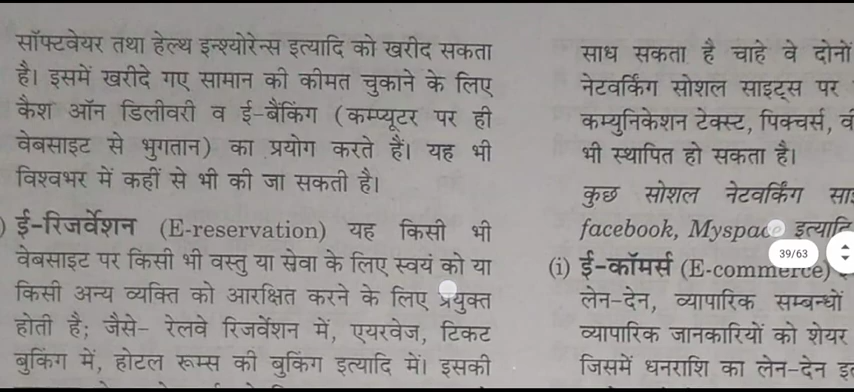 सॉफ्टवेयर तथा हेल्थ इन्श्योरेन्स इत्यादि को खरीद सकता
है। इसमें खरीदे गए सामान की कीमत चुकाने के लिए
कैश ऑन डिलीवरी व ई-बैंकिंग (कम्प्यूटर पर ही
वेबसाइट से भुगतान) का प्रयोग करते हैं। यह भी
विश्वभर में कहीं से भी की जा सकती है।
) ई-रिजर्वेशन (E-reservation) यह किसी भी
वेबसाइट पर किसी भी वस्तु या सेवा के लिए स्वयं को या
किसी अन्य व्यक्ति को आरक्षित करने के लिए प्रयुक्त
होती है; जैसे- रेलवे रिजर्वेशन में, एयरवेज, टिकट
बुकिंग में, होटल रूम्स की बुकिंग इत्यादि में। इसकी
साध सकता है चाहे वे दोनों
नेटवर्किंग सोशल साइट्स पर
कम्युनिकेशन टेक्स्ट, पिक्चर्स,
भी स्थापित हो सकता है।
कुछ सोशल नेटवर्किंग
facebook, Myspace इत्यादि
39/63
(i) ई-कॉमर्स (E-commerce)
लेन-देन, व्यापारिक सम्बन्धों
व्यापारिक जानकारियों को शेयर
जिसमें धनराशि का लेन-देन